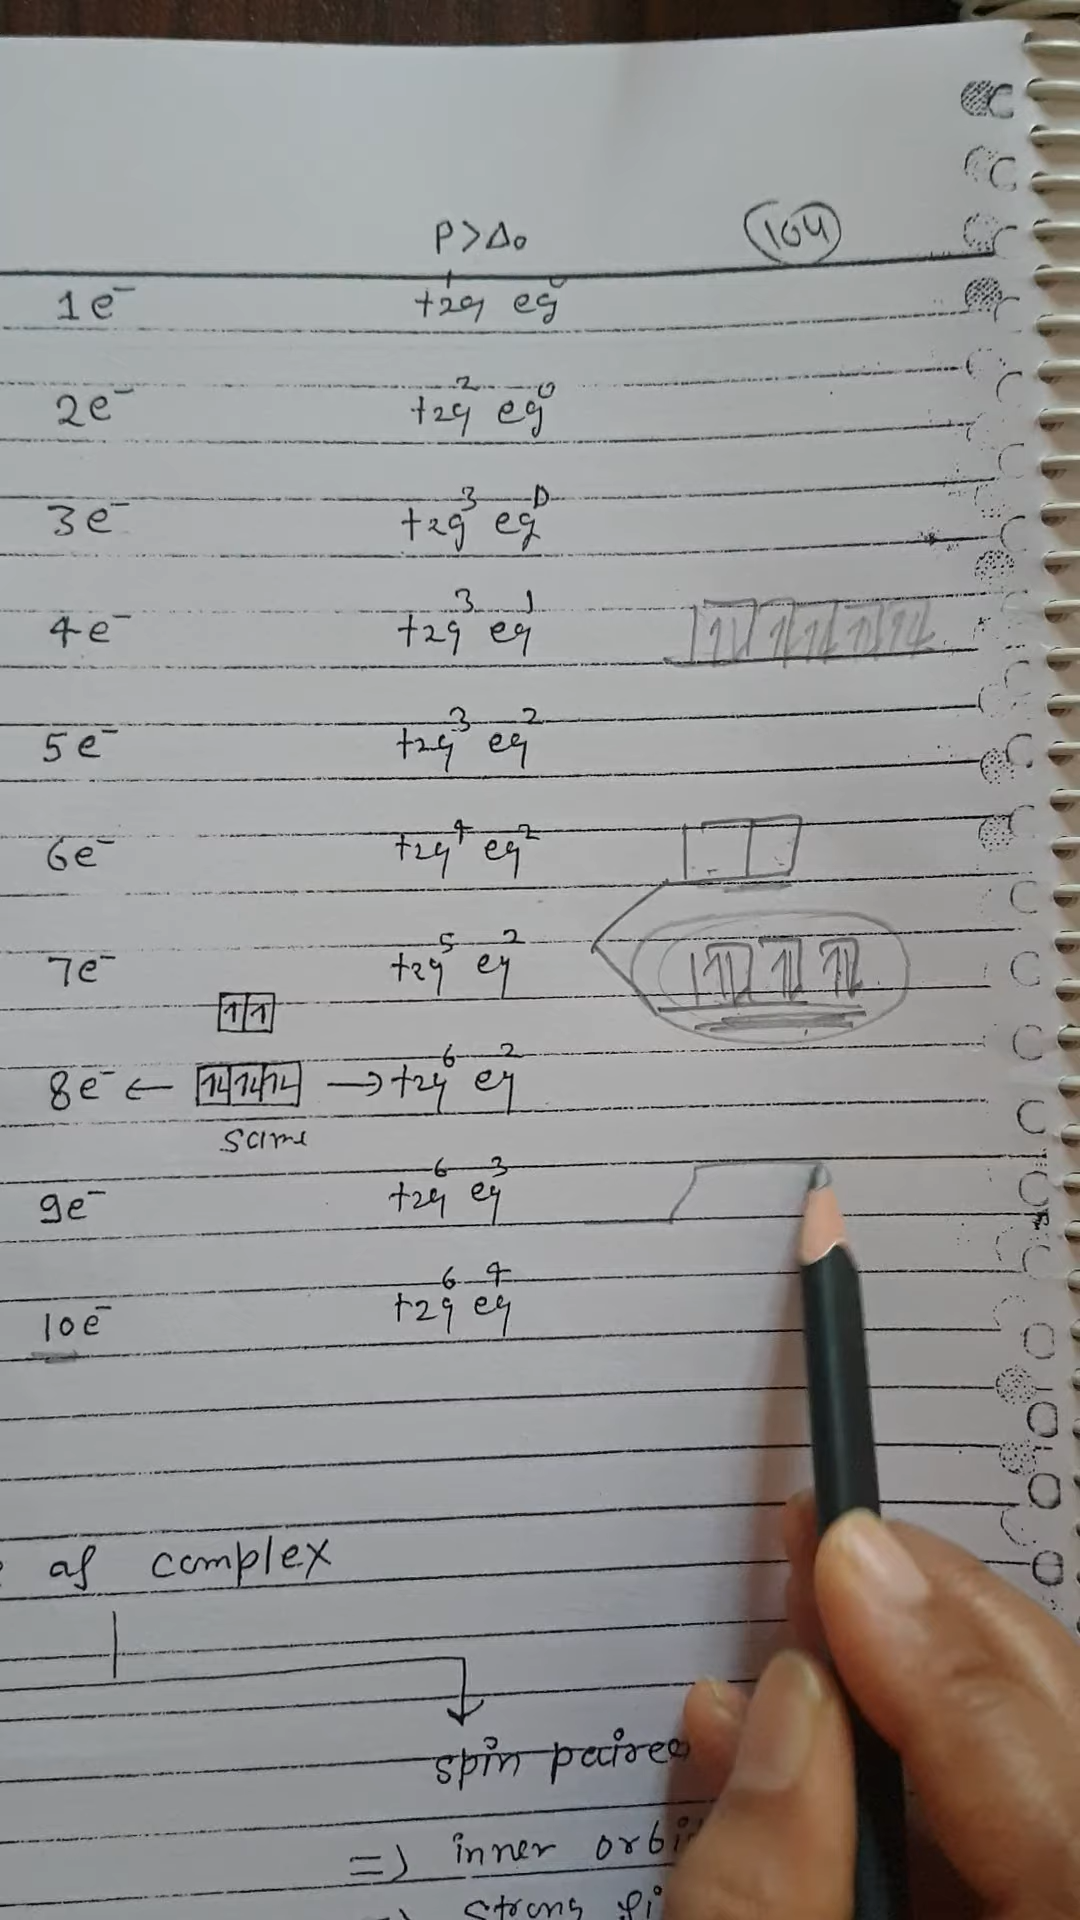 P>Δo (104)
1e⁻ t2g¹ eg⁰
2e⁻ t2g² eg⁰
3e⁻ t2g³ eg⁰
4e⁻ t2g³ eg¹
5e⁻ t2g³ eg²
6e⁻ t2g⁴ eg²
7e⁻ t2g⁵ eg²
↿ ↿
8e⁻ ← ⥮ ⥮ ⥮ → t2g⁶ eg²
same
9e⁻ t2g⁶ eg³
10e⁻ t2g⁶ eg⁴
of complex
spin paired
=) inner
strong